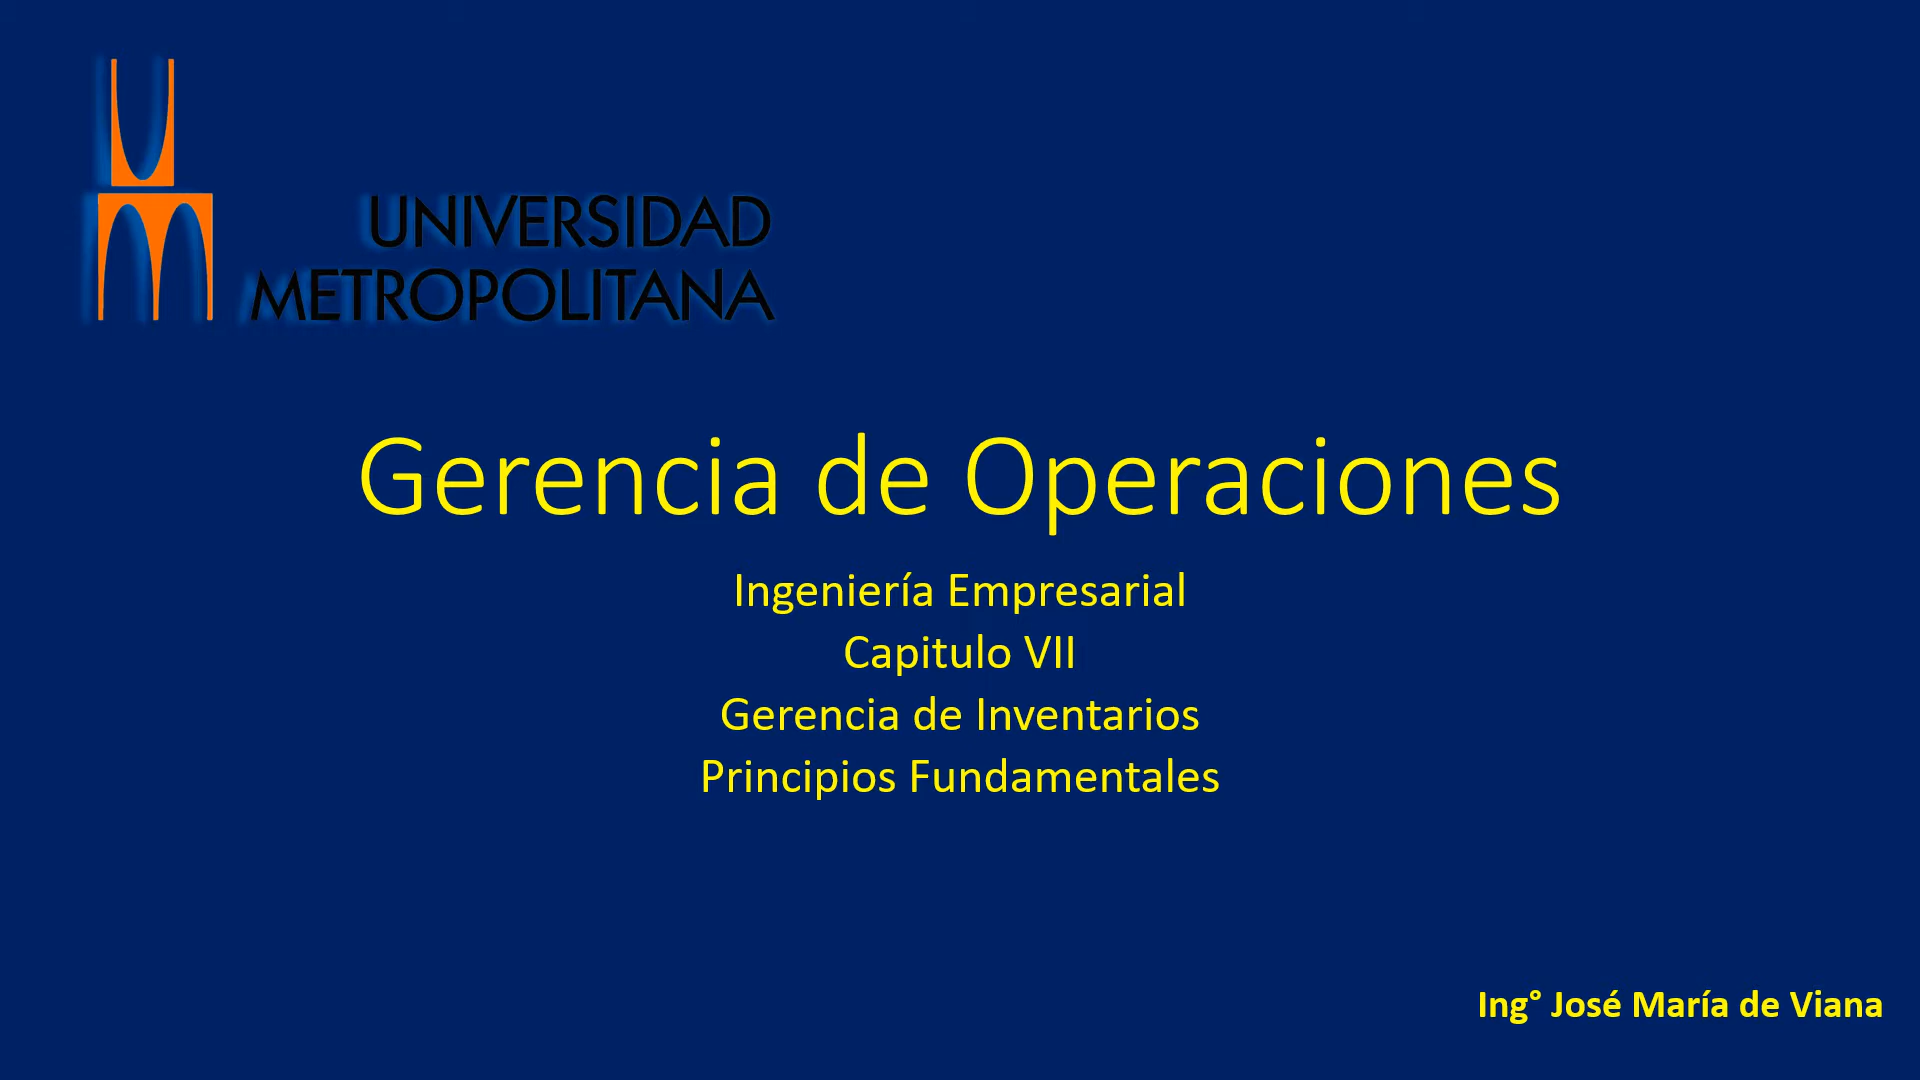 UNIVERSIDAD
METROPOLITANA
Gerencia de Operaciones
Ingeniería Empresarial
Capitulo VII
Gerencia de Inventarios
Principios Fundamentales
Ing° José María de Viana